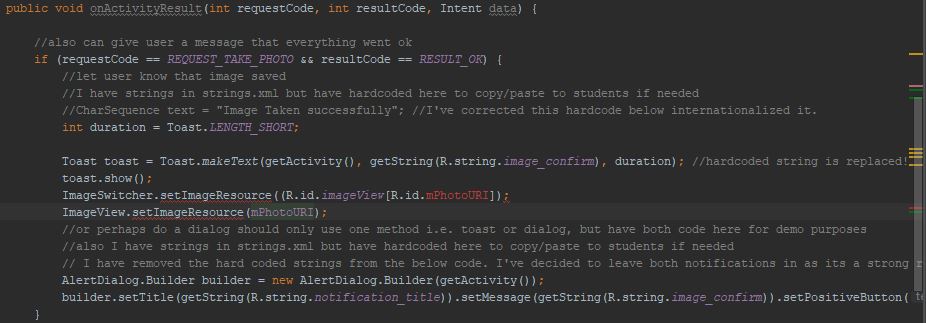 public void onActivityResult(int requestCode, int resultCode, Intent data) {
//also can give user a message that everything went ok
if (requestCode == REQUEST_TAKE_PHOTO && resultCode == RESULT_OK) {
//let user know that image saved
//I have strings in strings.xml but have hardcoded here to copy/paste to students if needed
//CharSequence text = "Image Taken successfully"; //I've corrected this hardcode below internationalized it.
int duration = Toast.LENGTH_SHORT;
Toast toast = Toast.makeText(getActivity(), getString(R.string.image_confirm), duration); //hardcoded string is replaced!
toast.show();
ImageSwitcher.setImageResource((R.id.imageView[R.id.mPhotoURI]);
ImageView.setImageResource(mPhotoURI);
//or perhaps do a dialog should only use one method i.e. toast or dialog, but have both code here for demo purposes
//also I have strings in strings.xml but have hardcoded here to copy/paste to students if needed
// I have removed the hard coded strings from the below code. I've decided to leave both notifications in as its a strong r
AlertDialog.Builder builder = new AlertDialog.Builder(getActivity());
builder.setTitle(getString(R.string.notification_title)).setMessage(getString(R.string.image_confirm)).setPositiveButton( te
}